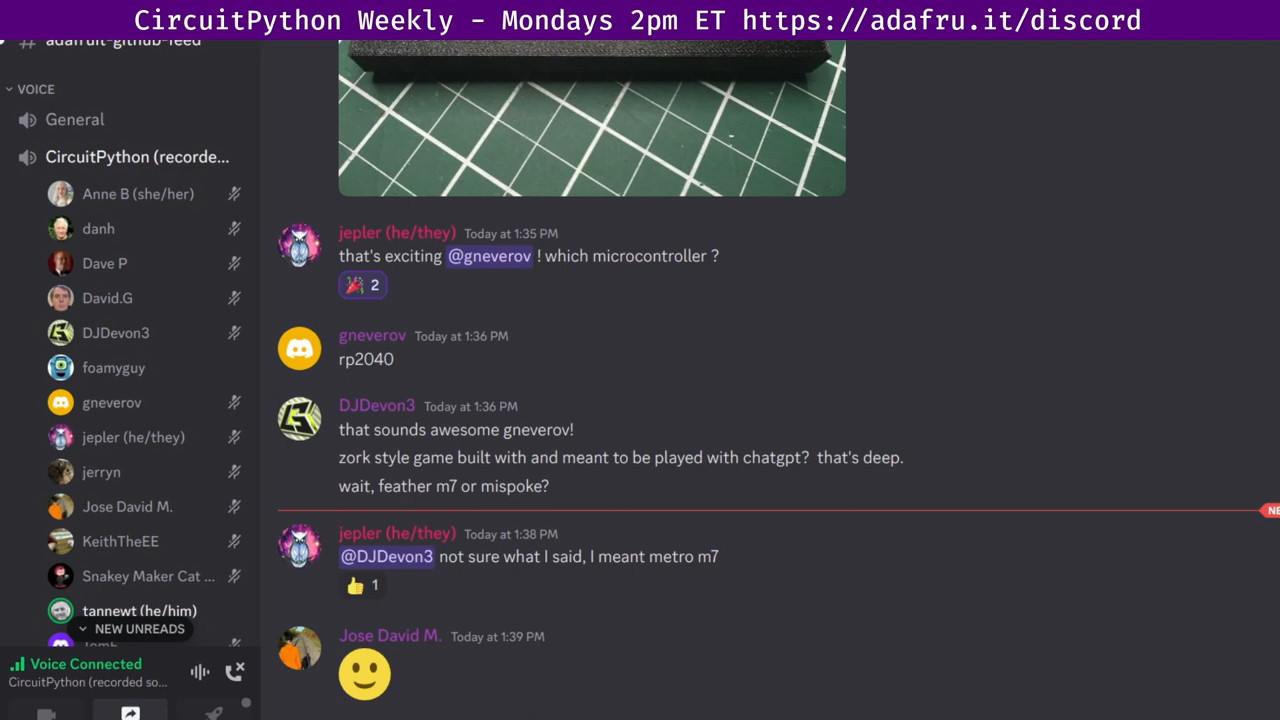 CircuitPython Weekly - Mondays 2pm ET https://adafru.it/discord
# adafruit-github-feed
VOICE
General
CircuitPython (recorde...
Anne B (she/her)
danh
Dave P
David.G
DJDevon3
foamyguy
gneverov
jepler (he/they)
jerryn
Jose David M.
KeithTheEE
Snakey Maker Cat ...
tannewt (he/him)
NEW UNREADS
TomE
Voice Connected
CircuitPython (recorded so...
jepler (he/they) Today at 1:35 PM
that's exciting @gneverov ! which microcontroller ?
2
gneverov Today at 1:36 PM
rp2040
DJDevon3 Today at 1:36 PM
that sounds awesome gneverov!
zork style game built with and meant to be played with chatgpt? that's deep.
wait, feather m7 or mispoke?
NE
jepler (he/they) Today at 1:38 PM
@DJDevon3 not sure what I said, I meant metro m7
1
Jose David M. Today at 1:39 PM